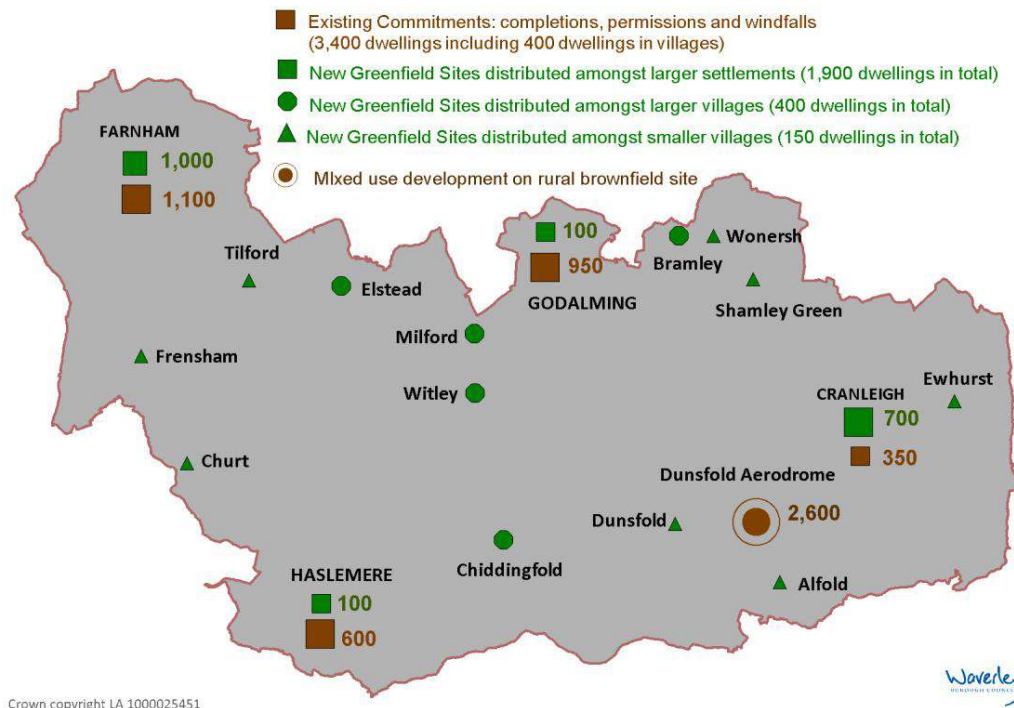 Existing Commitments: completions, permissions and windfalls
(3,400 dwellings including 400 dwellings in villages)
New Greenfield Sites distributed amongst larger settlements (1,900 dwellings in total)
New Greenfield Sites distributed amongst larger villages (400 dwellings in total)
New Greenfield Sites distributed amongst smaller villages (150 dwellings in total)
MIxed use development on rural brownfield site
FARNHAM
1,000
1,100
Tilford
Elstead
100
950
GODALMING
Bramley
Wonersh
Shamley Green
Milford
Frensham
Witley
CRANLEIGH
700
350
Ewhurst
Churt
Dunsfold Aerodrome
2,600
Dunsfold
Chiddingfold
Alfold
HASLEMERE
100
600
Waverle
BOROUGH COUNC
Crown copyright LA 1000025451